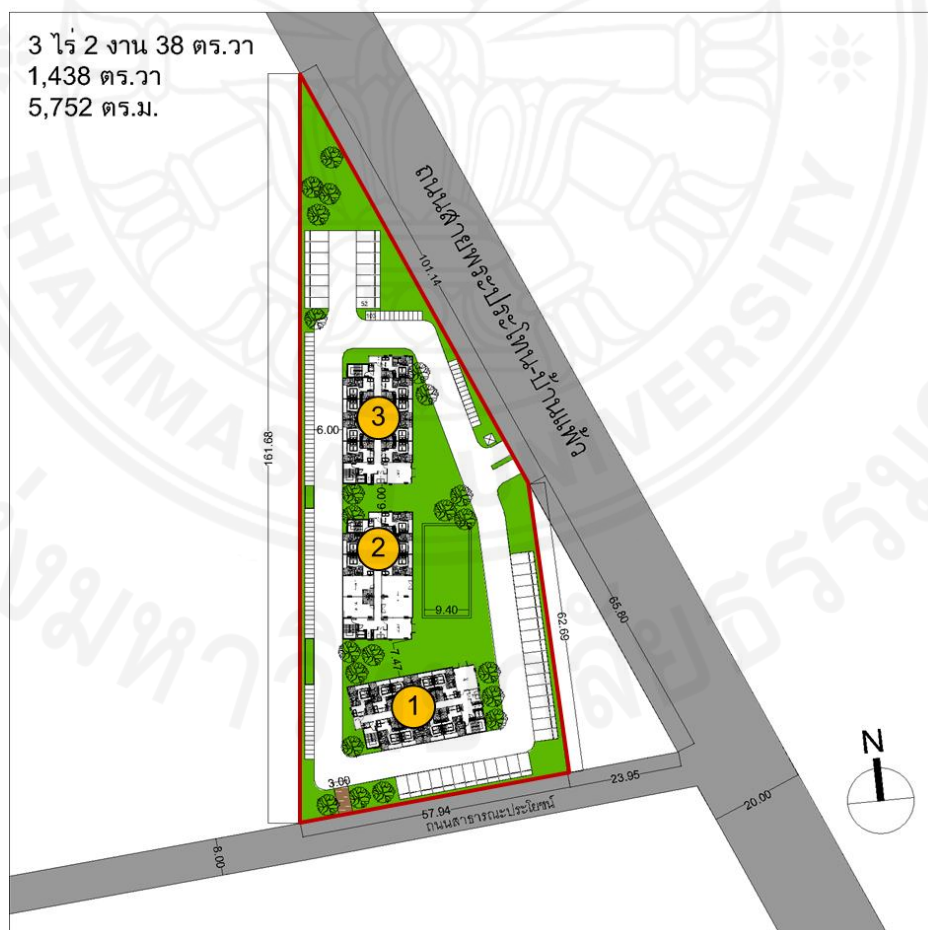 3 ไร่ 2 งาน 38 ตร.วา
1,438 ตร.วา
5,752 ตร.ม.
ถนนสายพระประโทน-บ้านแพ้ว
101.14
161.68
52
100
3
6.00
6.00
2
9.40
65.80
62.69
7.47
1
N
3.00
57.94
23.95
ถนนสาธารณะประโยชน์
20.00
8.00
THAMMASAT UNIVERSITY